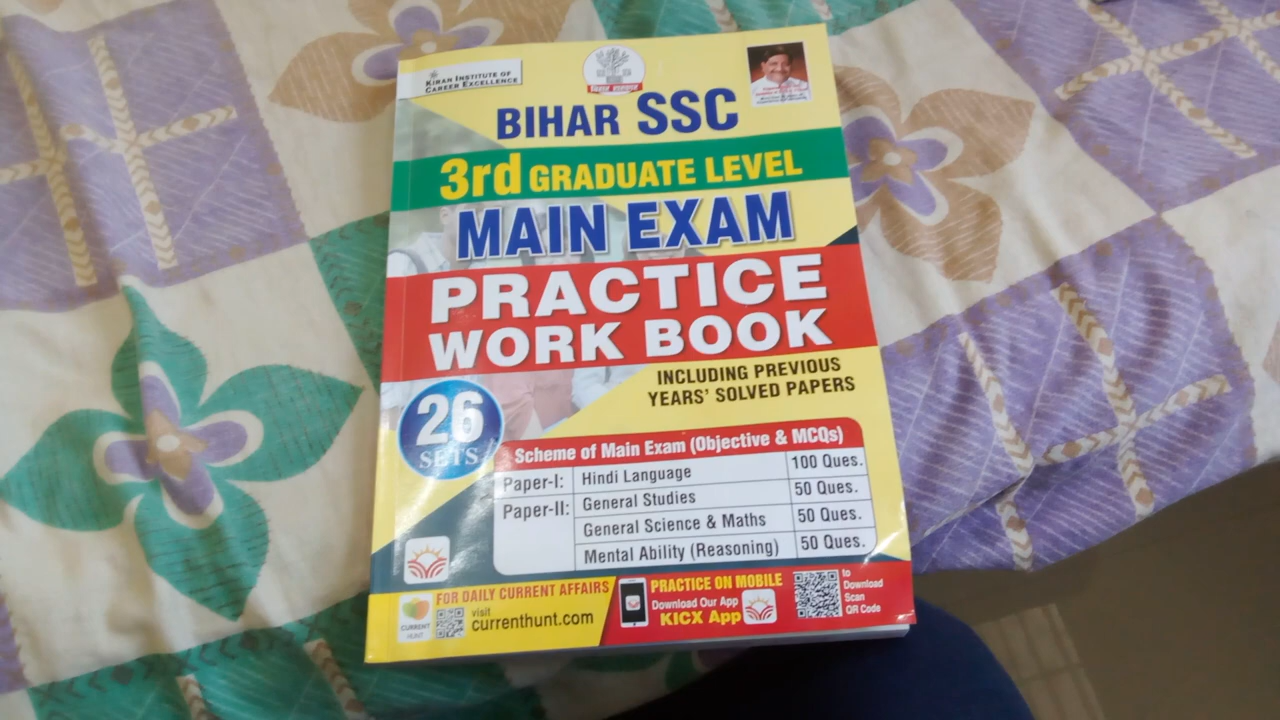 KIRAN INSTITUTE OF
CAREER EXCELLENCE
BIHAR SSC
3rd GRADUATE LEVEL
MAIN EXAM
PRACTICE
WORK BOOK
INCLUDING PREVIOUS
YEARS' SOLVED PAPERS
26
SETS
Scheme of Main Exam (Objective & MCQs)
Paper-I: Hindi Language 100 Ques.
Paper-II: General Studies 50 Ques.
General Science & Maths 50 Ques.
Mental Ability (Reasoning) 50 Ques.
FOR DAILY CURRENT AFFAIRS
CURRENT
HUNT
visit
currenthunt.com
PRACTICE ON MOBILE
Download Our App
KICX App
to
Download
Scan
QR Code